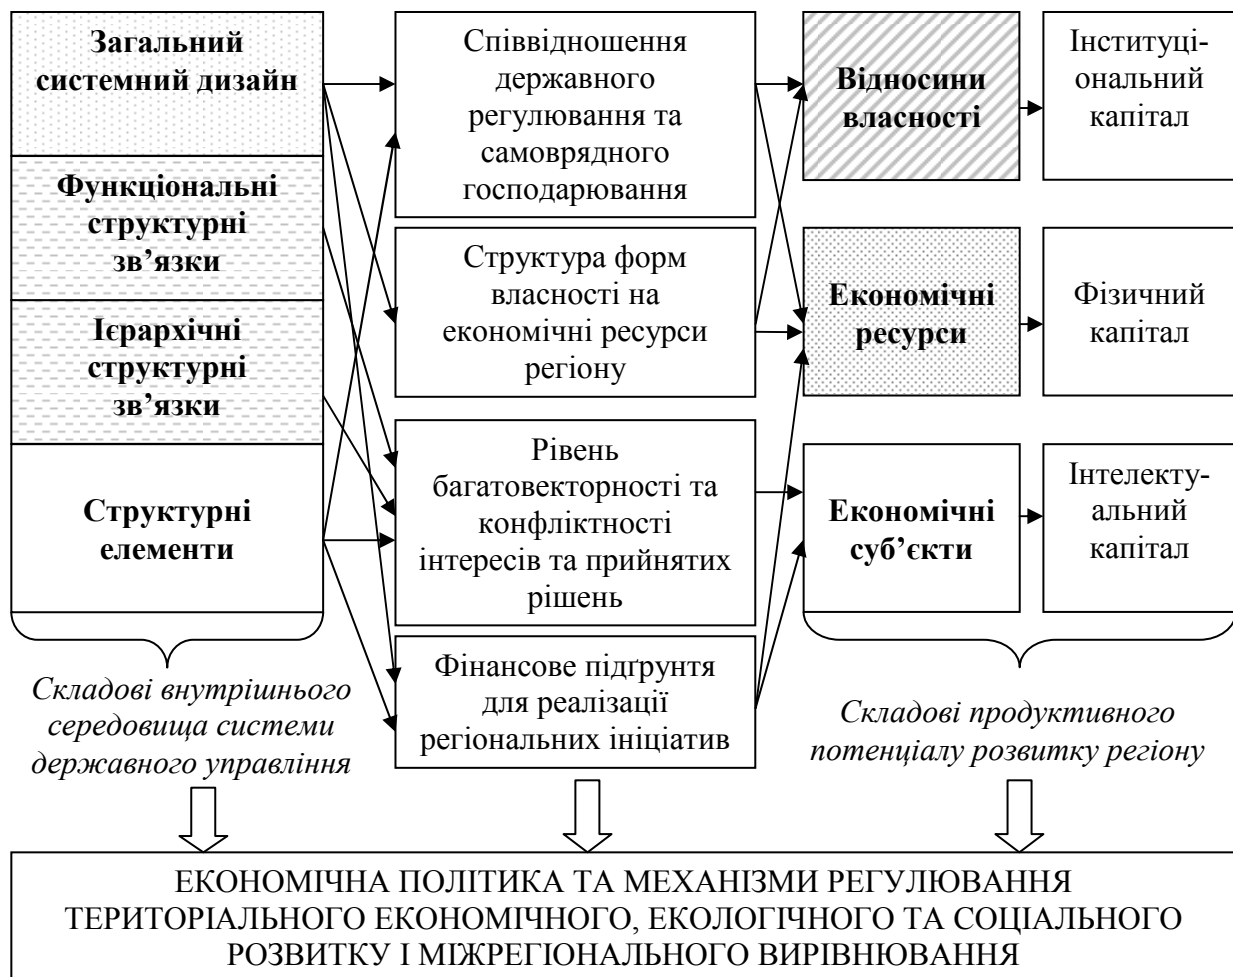 Загальний
системний дизайн
Функціональні
структурні
зв’язки
Ієрархічні
структурні
зв’язки
Структурні
елементи
Складові внутрішнього
середовища системи
державного управління
Співвідношення
державного
регулювання та
самоврядного
господарювання
Структура форм
власності на
економічні ресурси
регіону
Рівень
багатовекторності та
конфліктності
інтересів та прийнятих
рішень
Фінансове підґрунтя
для реалізації
регіональних ініціатив
Відносини
власності
Економічні
ресурси
Економічні
суб’єкти
Інституці-
ональний
капітал
Фізичний
капітал
Інтелекту-
альний
капітал
Складові продуктивного
потенціалу розвитку регіону
ЕКОНОМІЧНА ПОЛІТИКА ТА МЕХАНІЗМИ РЕГУЛЮВАННЯ
ТЕРИТОРІАЛЬНОГО ЕКОНОМІЧНОГО, ЕКОЛОГІЧНОГО ТА СОЦІАЛЬНОГО
РОЗВИТКУ І МІЖРЕГІОНАЛЬНОГО ВИРІВНЮВАННЯ